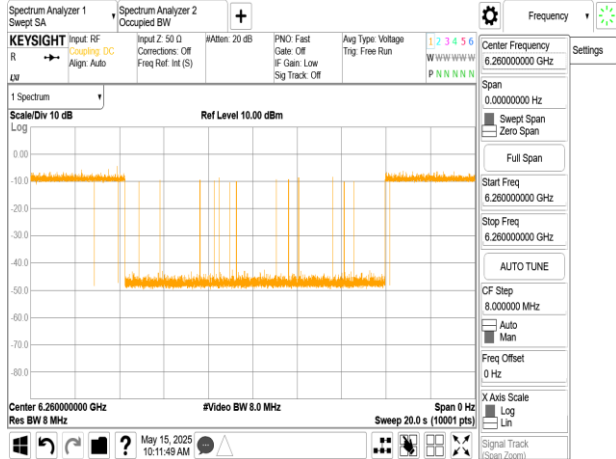 Spectrum Analyzer 1
Swept SA
Spectrum Analyzer 2
Occupied BW
+
Frequency
KEYSIGHT
R
LXI
Input: RF
Coupling: DC
Align: Auto
Input Z: 50 Ω
Corrections: Off
Freq Ref: Int (S)
#Atten: 20 dB
PNO: Fast
Gate: Off
IF Gain: Low
Sig Track: Off
Avg Type: Voltage
Trig: Free Run
1 2 3 4 5 6
W W W W W W
P N N N N N
1 Spectrum
Scale/Div 10 dB
Ref Level 10.00 dBm
Log
0.00
-10.0
-20.0
-30.0
-40.0
-50.0
-60.0
-70.0
-80.0
Center 6.260000000 GHz
#Video BW 8.0 MHz
Span 0 Hz
Res BW 8 MHz
Sweep 20.0 s (10001 pts)
?
May 15, 2025
10:11:49 AM
Center Frequency
6.260000000 GHz
Settings
Span
0.00000000 Hz
Swept Span
Zero Span
Full Span
Start Freq
6.260000000 GHz
Stop Freq
6.260000000 GHz
AUTO TUNE
CF Step
8.000000 MHz
Auto
Man
Freq Offset
0 Hz
X Axis Scale
Log
Lin
Signal Track
(Span Zoom)